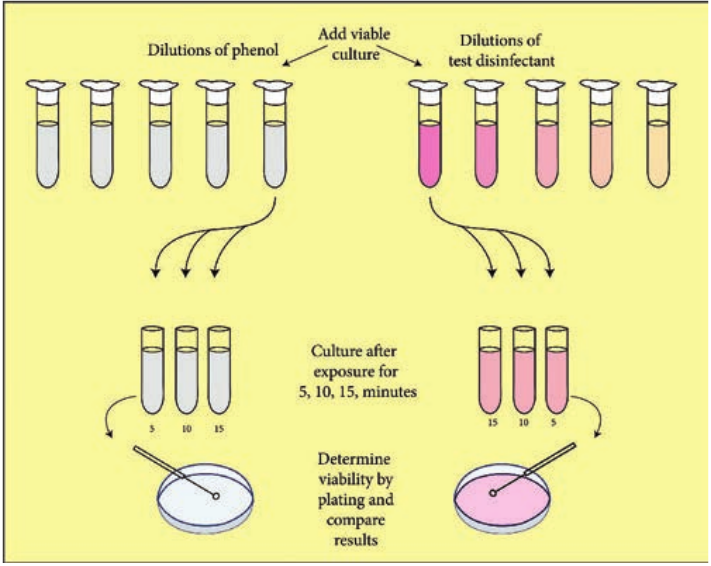 Dilutions of phenol
Add viable
culture
Dilutions of
test disinfectant
Culture after
exposure for
5, 10, 15, minutes
5 10 15
15 10 5
Determine
viability by
plating and
compare
results